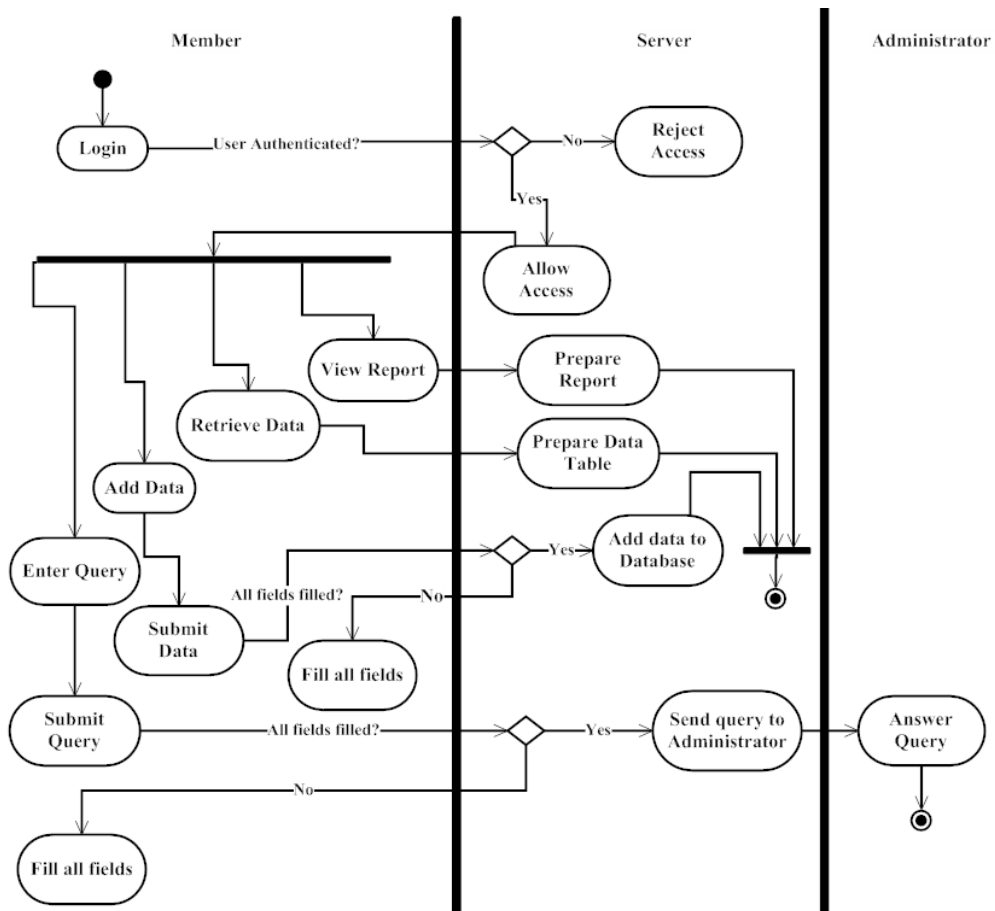 Member
Server
Administrator
Login
User Authenticated?
No
Reject
Access
Yes
Allow
Access
View Report
Prepare
Report
Retrieve Data
Prepare Data
Table
Add Data
Enter Query
Add data to
Database
Yes
All fields filled?
No
Submit
Data
Fill all fields
Submit
Query
All fields filled?
Yes
Send query to
Administrator
Answer
Query
No
Fill all fields